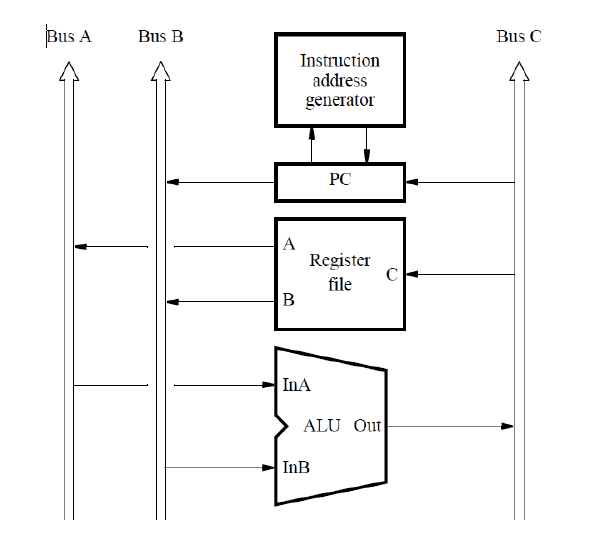 Bus A
Bus B
Bus C
Instruction
address
generator
PC
A
Register
file
C
B
InA
ALU
Out
InB